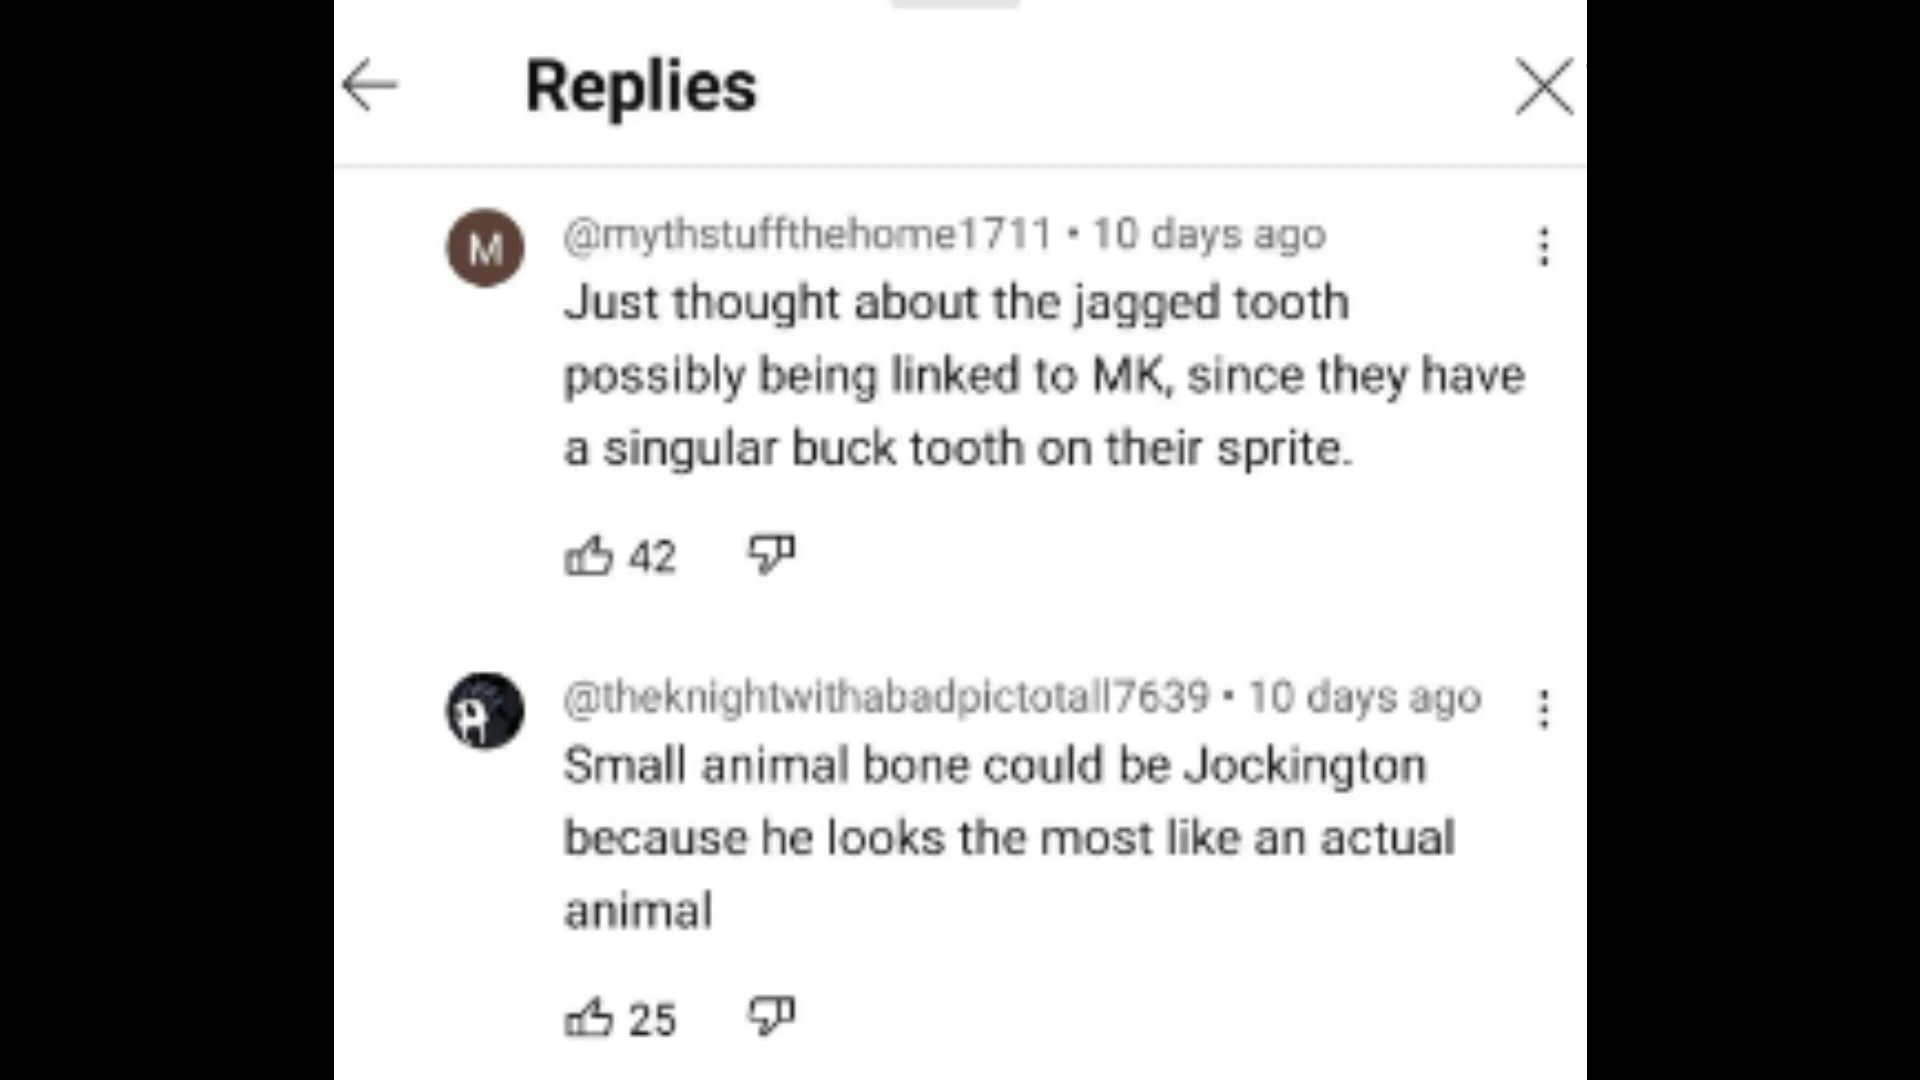 Replies
@mythstuffthehome1711 • 10 days ago
Just thought about the jagged tooth
possibly being linked to MK, since they have
a singular buck tooth on their sprite.
42
@theknightwithabadpictotall7639 • 10 days ago
Small animal bone could be Jockington
because he looks the most like an actual
animal
25